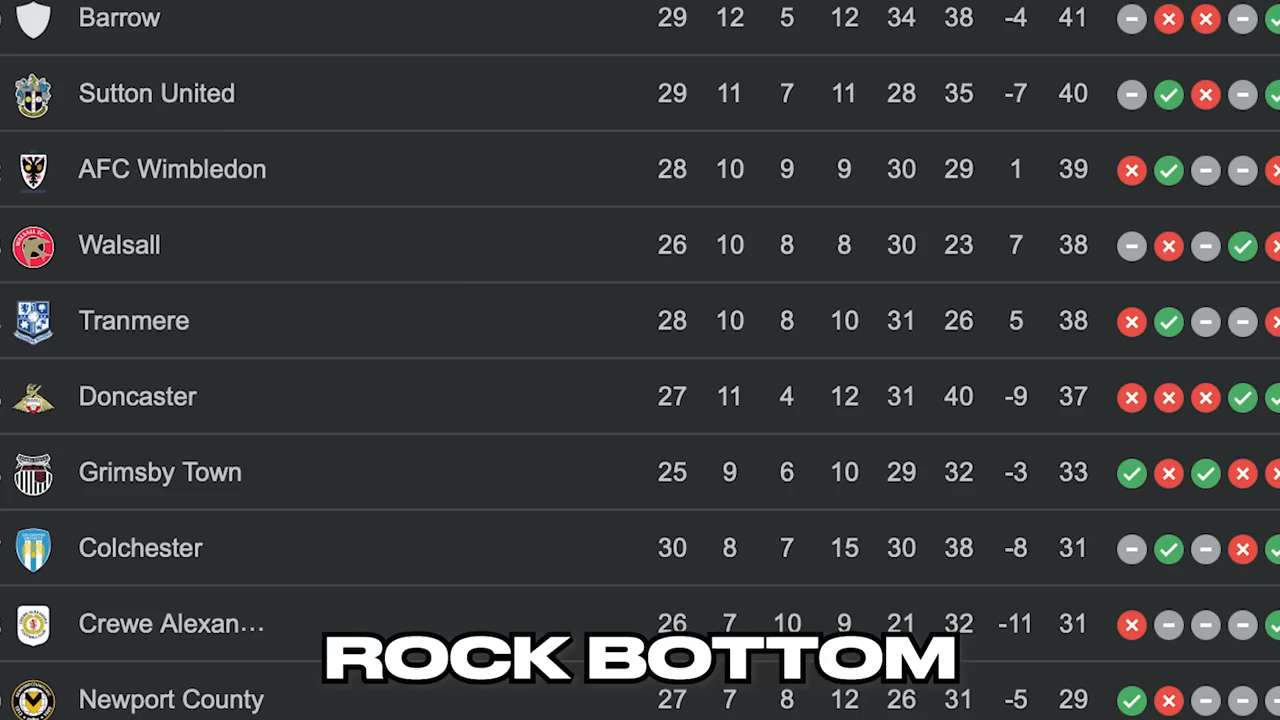 Barrow 29 12 5 12 34 38 -4 41
Sutton United 29 11 7 11 28 35 -7 40
AFC Wimbledon 28 10 9 9 30 29 1 39
Walsall 26 10 8 8 30 23 7 38
Tranmere 28 10 8 10 31 26 5 38
Doncaster 27 11 4 12 31 40 -9 37
Grimsby Town 25 9 6 10 29 32 -3 33
Colchester 30 8 7 15 30 38 -8 31
Crewe Alexan... 26 7 10 9 21 32 -11 31
ROCK BOTTOM
Newport County 27 7 8 12 26 31 -5 29